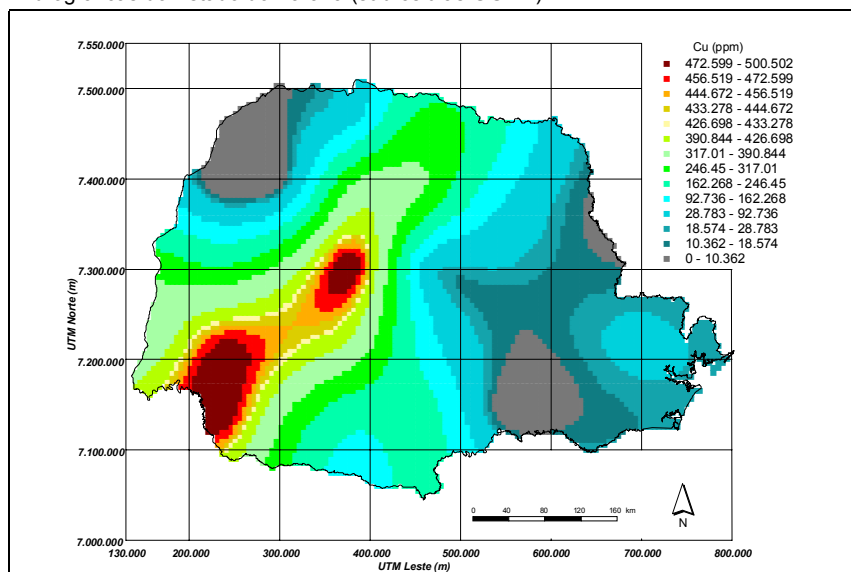 Cu (ppm)
472.599 - 500.502
456.519 - 472.599
444.672 - 456.519
433.278 - 444.672
426.698 - 433.278
390.844 - 426.698
317.01 - 390.844
246.45 - 317.01
162.268 - 246.45
92.736 - 162.268
28.783 - 92.736
18.574 - 28.783
10.362 - 18.574
0 - 10.362
7.550.000
7.500.000
7.400.000
7.300.000
7.200.000
7.100.000
7.000.000
UTM Norte (m)
0 40 80 120 160 km
N
130.000 200.000 300.000 400.000 500.000 600.000 700.000 800.000
UTM Leste (m)